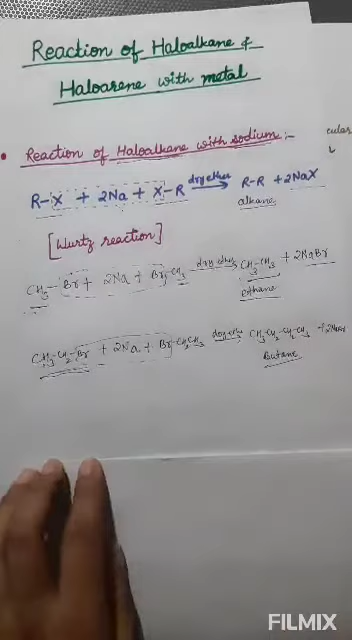 Reaction of Haloalkane &
Haloarene with metal
• Reaction of Haloalkane with sodium :-
R-X + 2Na + X-R dry ether → R-R + 2NaX
alkane
[Wurtz reaction]
CH3-Br + 2Na + Br-CH3 dry ether → CH3-CH3 + 2NaBr
ethane
CH3-CH2-Br + 2Na + Br-CH2CH3 dry ether → CH3-CH2-CH2-CH3
Butane
FILMIX